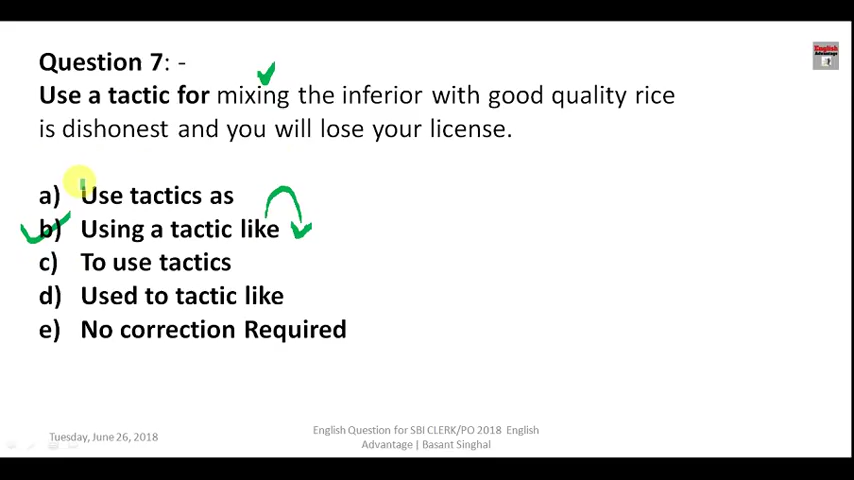 English
Advantage
Question 7: -
Use a tactic for mixing the inferior with good quality rice
is dishonest and you will lose your license.
a) Use tactics as
b) Using a tactic like
c) To use tactics
d) Used to tactic like
e) No correction Required
Tuesday, June 26, 2018
English Question for SBI CLERK/PO 2018 English
Advantage | Basant Singhal